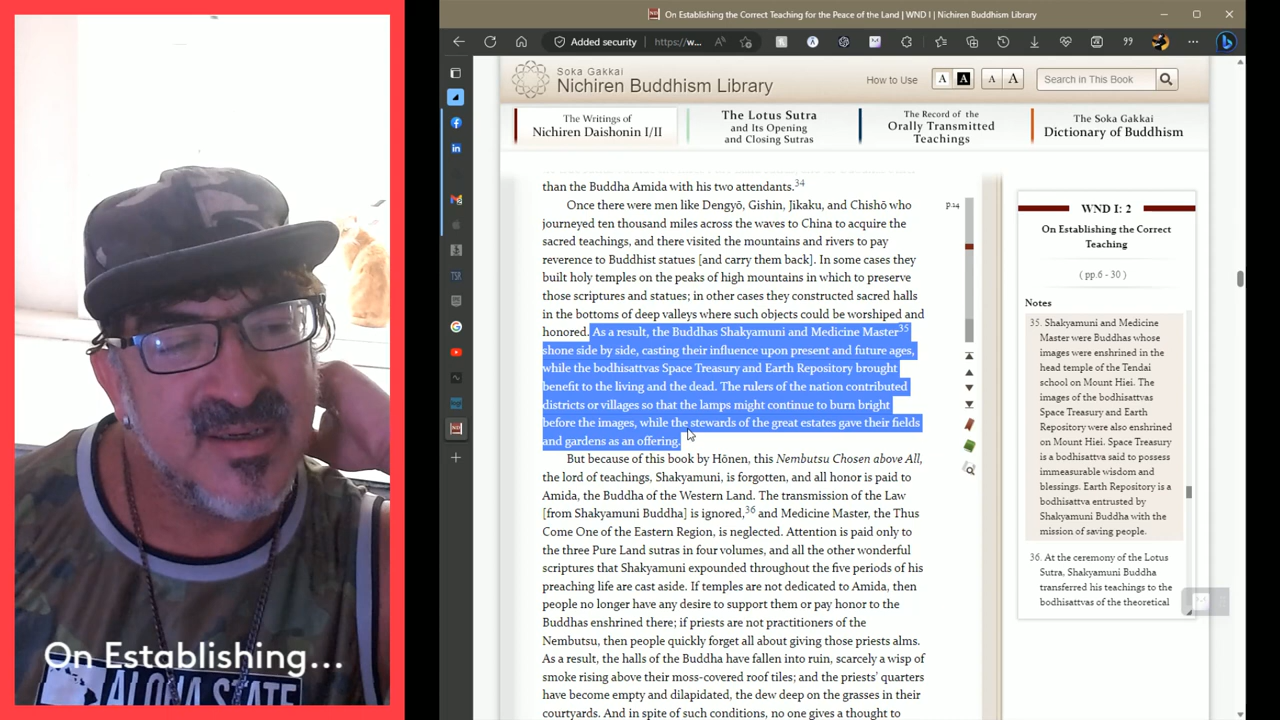 On Establishing the Correct Teaching for the Peace of the Land | WND I | Nichiren Buddhism Library
Added security
https://w...
Soka Gakkai
Nichiren Buddhism Library
How to Use
A A A A
Search in This Book
The Writings of
Nichiren Daishonin I/II
The Lotus Sutra
and Its Opening
and Closing Sutras
The Record of the
Orally Transmitted
Teachings
The Soka Gakkai
Dictionary of Buddhism
than the Buddha Amida with his two attendants.34
Once there were men like Dengyō, Gishin, Jikaku, and Chishō who
journeyed ten thousand miles across the waves to China to acquire the
sacred teachings, and there visited the mountains and rivers to pay
reverence to Buddhist statues [and carry them back]. In some cases they
built holy temples on the peaks of high mountains in which to preserve
those scriptures and statues; in other cases they constructed sacred halls
in the bottoms of deep valleys where such objects could be worshiped and
honored. As a result, the Buddhas Shakyamuni and Medicine Master35
shone side by side, casting their influence upon present and future ages,
while the bodhisattvas Space Treasury and Earth Repository brought
benefit to the living and the dead. The rulers of the nation contributed
districts or villages so that the lamps might continue to burn bright
before the images, while the stewards of the great estates gave their fields
and gardens as an offering.
But because of this book by Hōnen, this Nembutsu Chosen above All,
the lord of teachings, Shakyamuni, is forgotten, and all honor is paid to
Amida, the Buddha of the Western Land. The transmission of the Law
[from Shakyamuni Buddha] is ignored,36 and Medicine Master, the Thus
Come One of the Eastern Region, is neglected. Attention is paid only to
the three Pure Land sutras in four volumes, and all the other wonderful
scriptures that Shakyamuni expounded throughout the five periods of his
preaching life are cast aside. If temples are not dedicated to Amida, then
people no longer have any desire to support them or pay honor to the
Buddhas enshrined there; if priests are not practitioners of the
Nembutsu, then people quickly forget all about giving those priests alms.
As a result, the halls of the Buddha have fallen into ruin, scarcely a wisp of
smoke rising above their moss-covered roof tiles; and the priests' quarters
have become empty and dilapidated, the dew deep on the grasses in their
courtyards. And in spite of such conditions, no one gives a thought to
p.14
WND I: 2
On Establishing the Correct
Teaching
( pp.6 - 30 )
Notes
35. Shakyamuni and Medicine
Master were Buddhas whose
images were enshrined in the
head temple of the Tendai
school on Mount Hiei. The
images of the bodhisattvas
Space Treasury and Earth
Repository were also enshrined
on Mount Hiei. Space Treasury
is a bodhisattva said to possess
immeasurable wisdom and
blessings. Earth Repository is a
bodhisattva entrusted by
Shakyamuni Buddha with the
mission of saving people.
36. At the ceremony of the Lotus
Sutra, Shakyamuni Buddha
transferred his teachings to the
bodhisattvas of the theoretical
On Establishing...
ALOHA STATE